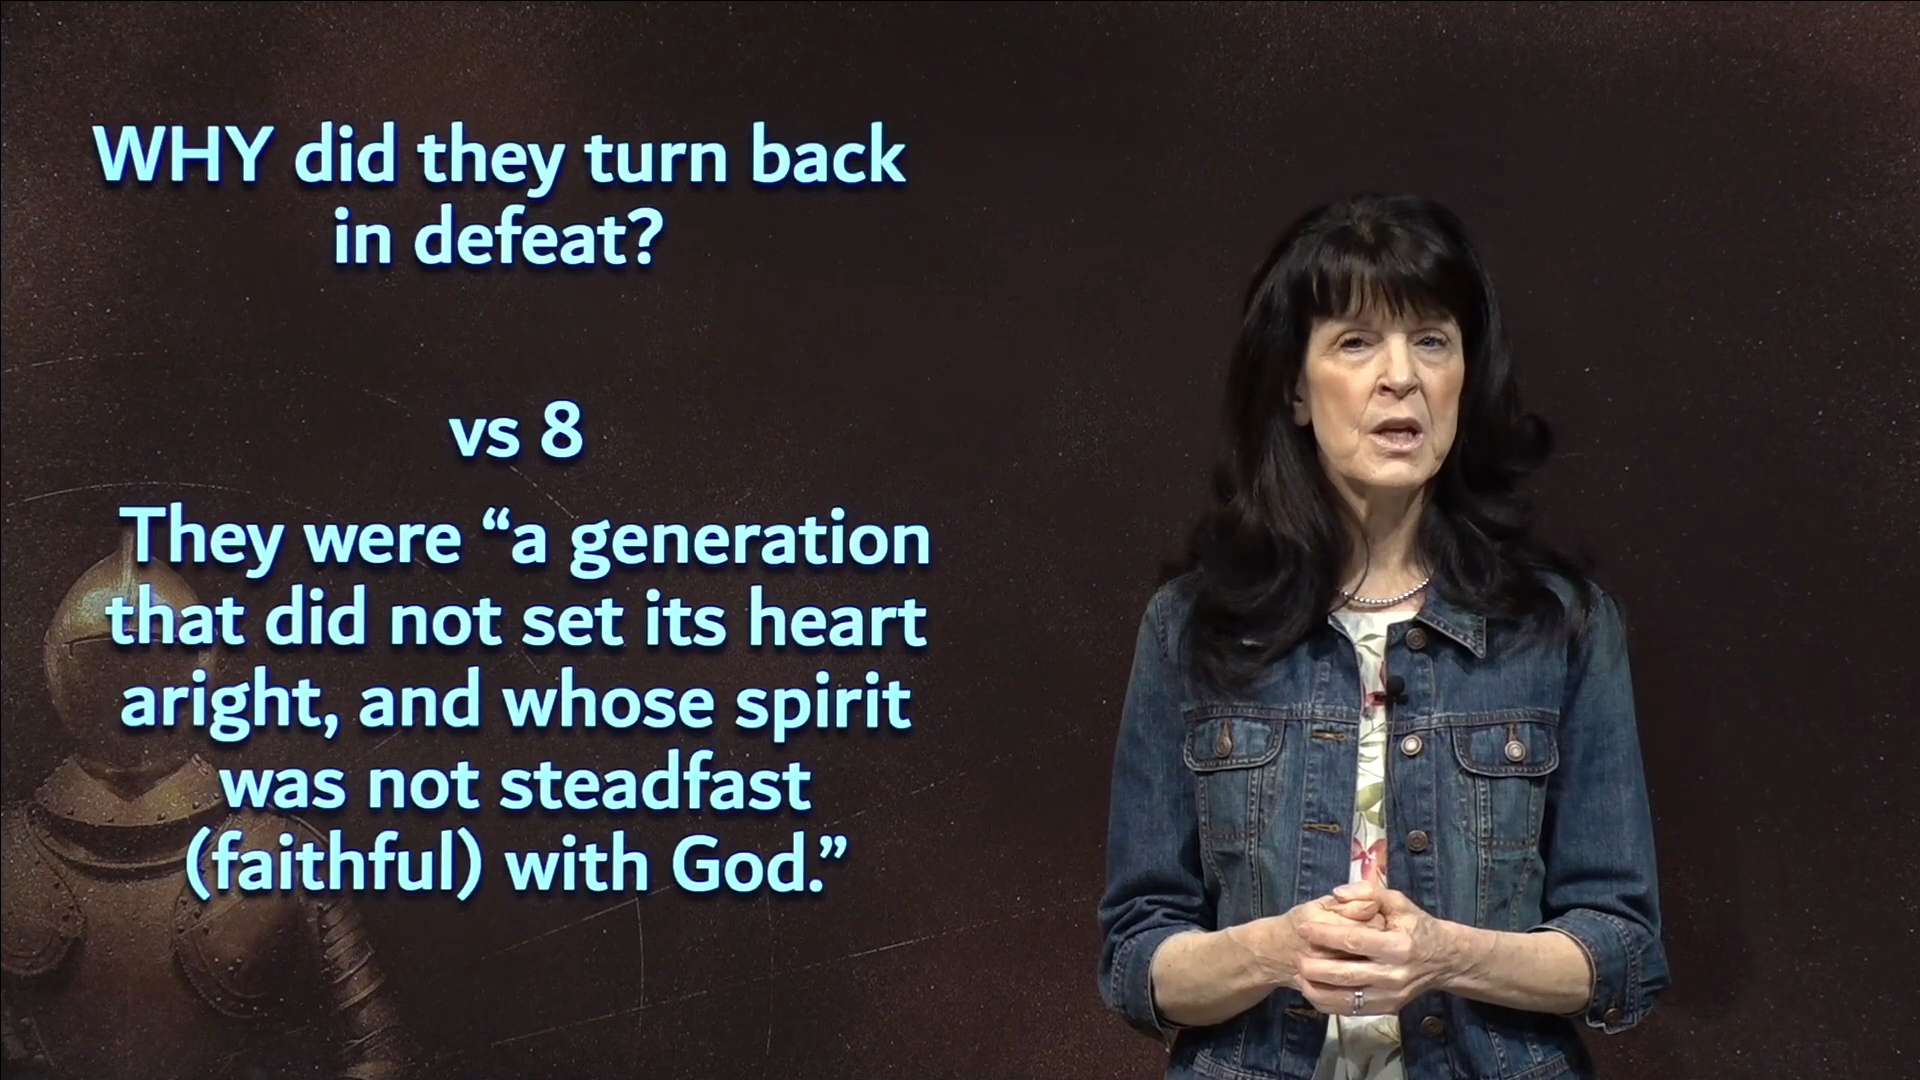 WHY did they turn back
in defeat?
vs 8
They were “a generation
that did not set its heart
aright, and whose spirit
was not steadfast
(faithful) with God.”